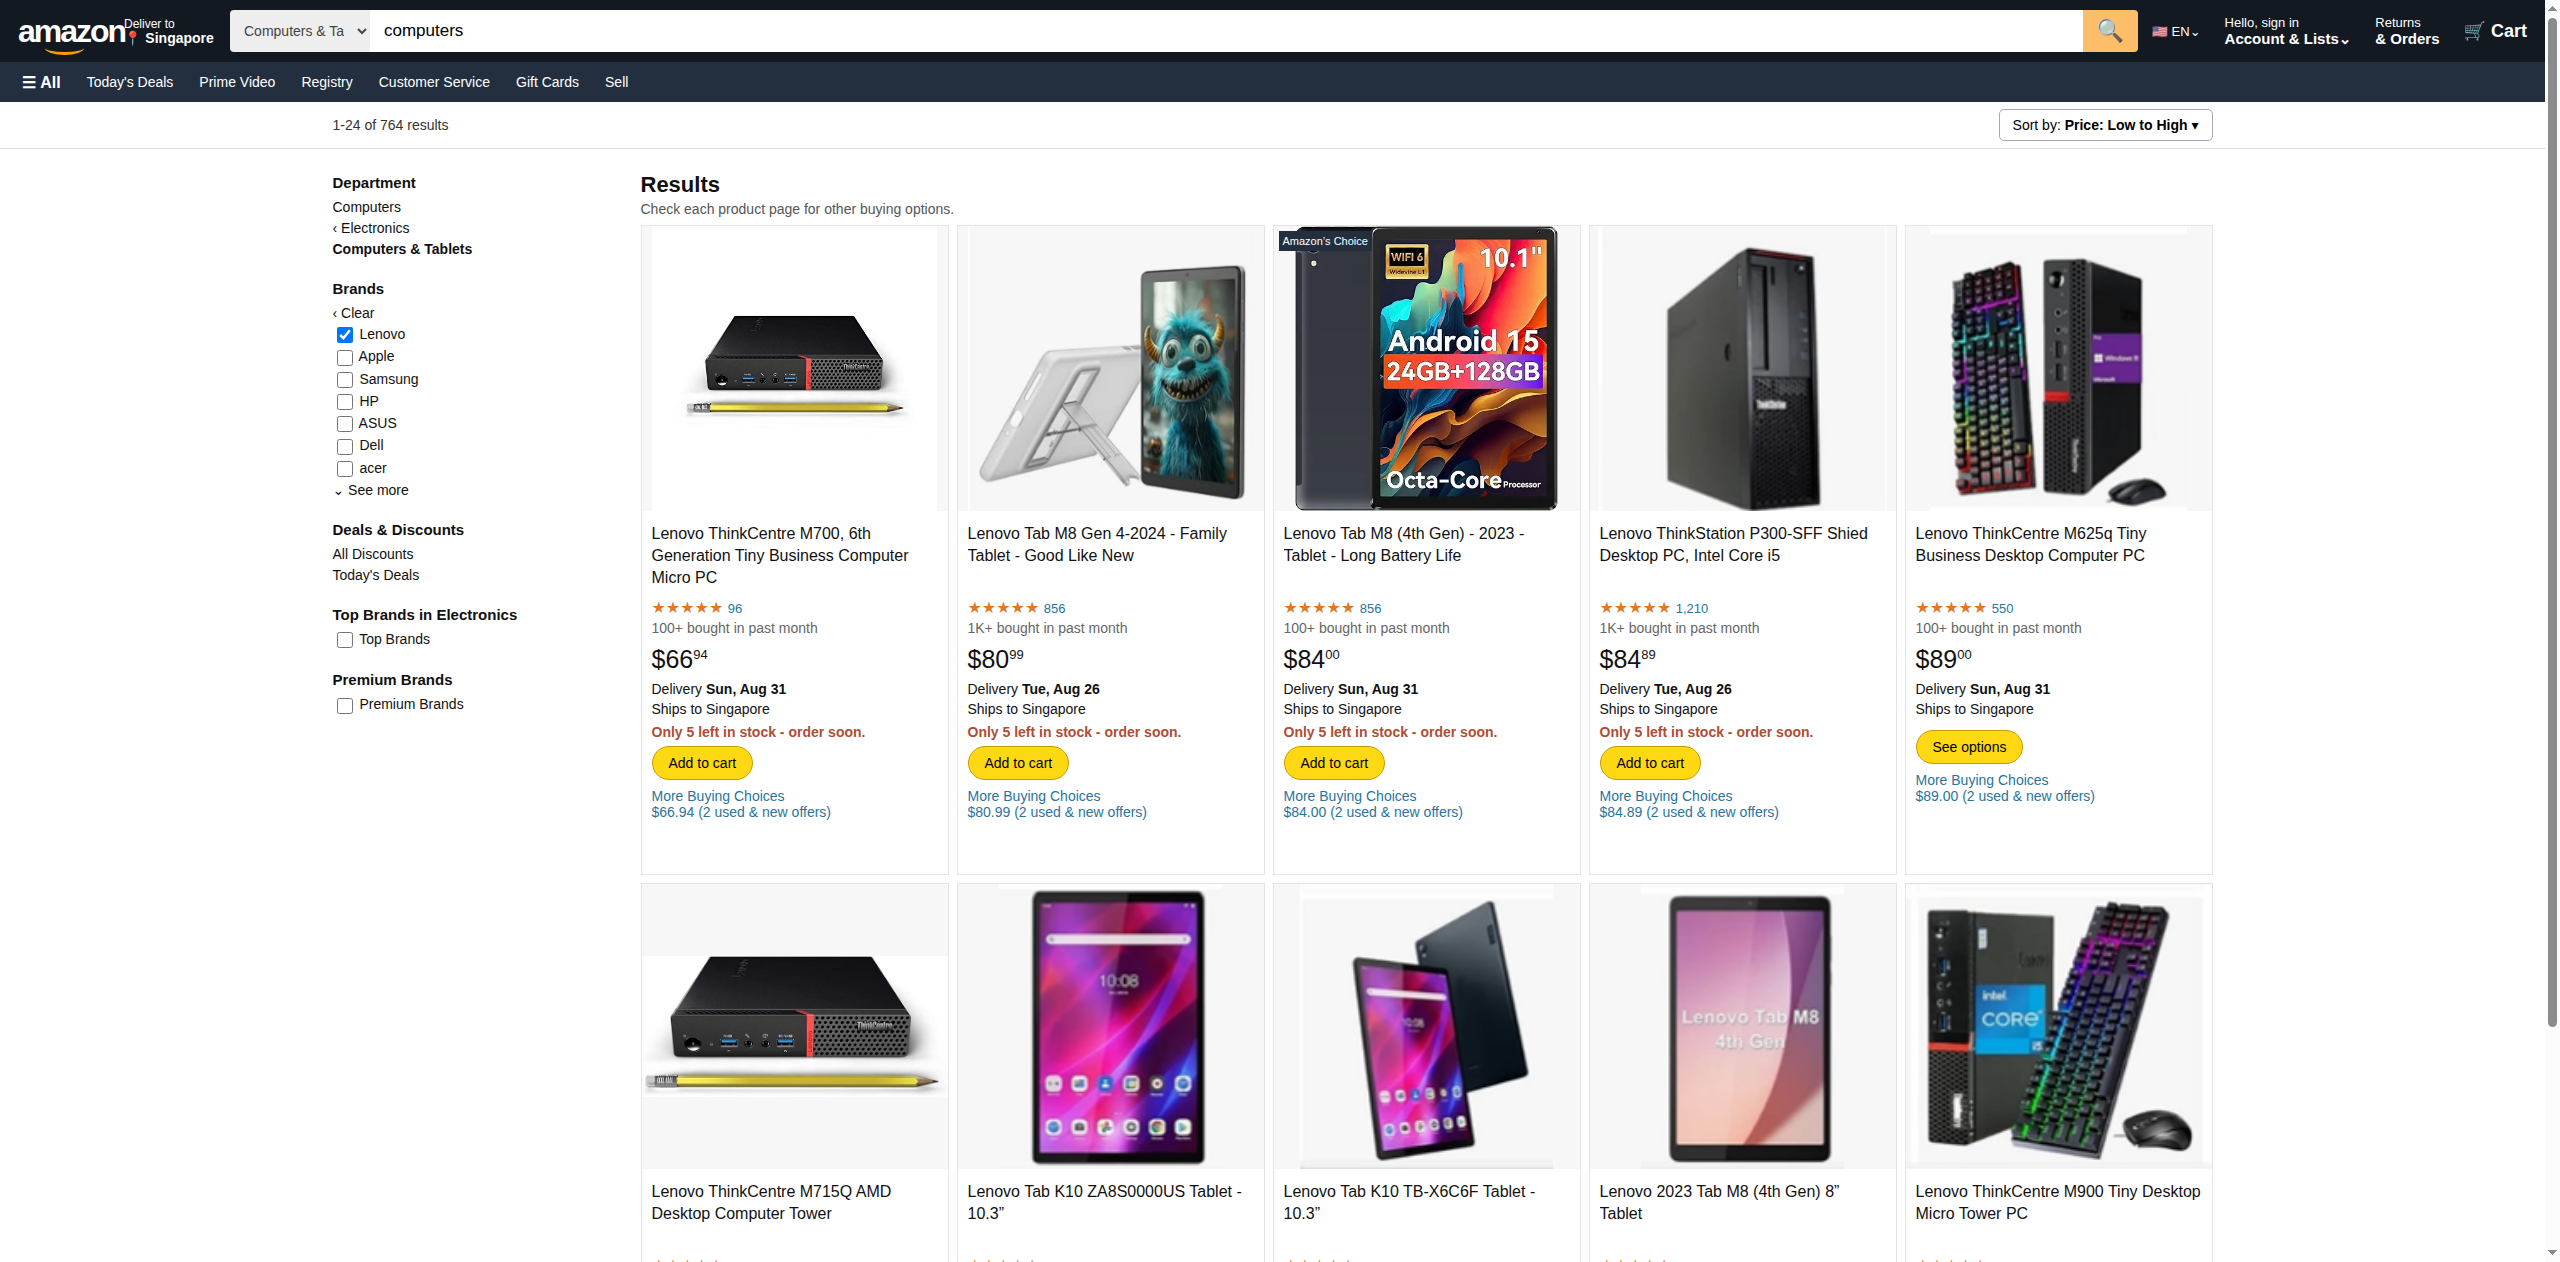 amazon
Deliver to
Singapore
Computers & Ta
computers
EN
Hello, sign in
Account & Lists
Returns
& Orders
Cart
☰ All
Today's Deals
Prime Video
Registry
Customer Service
Gift Cards
Sell
1-24 of 764 results
Sort by: Price: Low to High ▾
Department
Computers
‹ Electronics
Computers & Tablets
Brands
‹ Clear
Lenovo
Apple
Samsung
HP
ASUS
Dell
acer
See more
Deals & Discounts
All Discounts
Today's Deals
Top Brands in Electronics
Top Brands
Premium Brands
Premium Brands
Results
Check each product page for other buying options.
ThinkCentre
Lenovo ThinkCentre M700, 6th
Generation Tiny Business Computer
Micro PC
★★★★★ 96
100+ bought in past month
$6694
Delivery Sun, Aug 31
Ships to Singapore
Only 5 left in stock - order soon.
Add to cart
More Buying Choices
$66.94 (2 used & new offers)
Lenovo Tab M8 Gen 4-2024 - Family
Tablet - Good Like New
★★★★★ 856
1K+ bought in past month
$8099
Delivery Tue, Aug 26
Ships to Singapore
Only 5 left in stock - order soon.
Add to cart
More Buying Choices
$80.99 (2 used & new offers)
Amazon's Choice
WIFI 6
Widevine L1
10.1"
Android 15
24GB+128GB
Octa-Core Processor
Lenovo Tab M8 (4th Gen) - 2023 -
Tablet - Long Battery Life
★★★★★ 856
100+ bought in past month
$8400
Delivery Sun, Aug 31
Ships to Singapore
Only 5 left in stock - order soon.
Add to cart
More Buying Choices
$84.00 (2 used & new offers)
Lenovo ThinkStation P300-SFF Shied
Desktop PC, Intel Core i5
★★★★★ 1,210
1K+ bought in past month
$8489
Delivery Tue, Aug 26
Ships to Singapore
Only 5 left in stock - order soon.
Add to cart
More Buying Choices
$84.89 (2 used & new offers)
Lenovo ThinkCentre M625q Tiny
Business Desktop Computer PC
★★★★★ 550
100+ bought in past month
$8900
Delivery Sun, Aug 31
Ships to Singapore
See options
More Buying Choices
$89.00 (2 used & new offers)
ThinkCentre
Lenovo ThinkCentre M715Q AMD
Desktop Computer Tower
10:08
Lenovo Tab K10 ZA8S0000US Tablet -
10.3”
10:08
Lenovo Tab K10 TB-X6C6F Tablet -
10.3”
Lenovo Tab M8
4th Gen
Lenovo 2023 Tab M8 (4th Gen) 8”
Tablet
intel
CORE
i5
Lenovo ThinkCentre M900 Tiny Desktop
Micro Tower PC